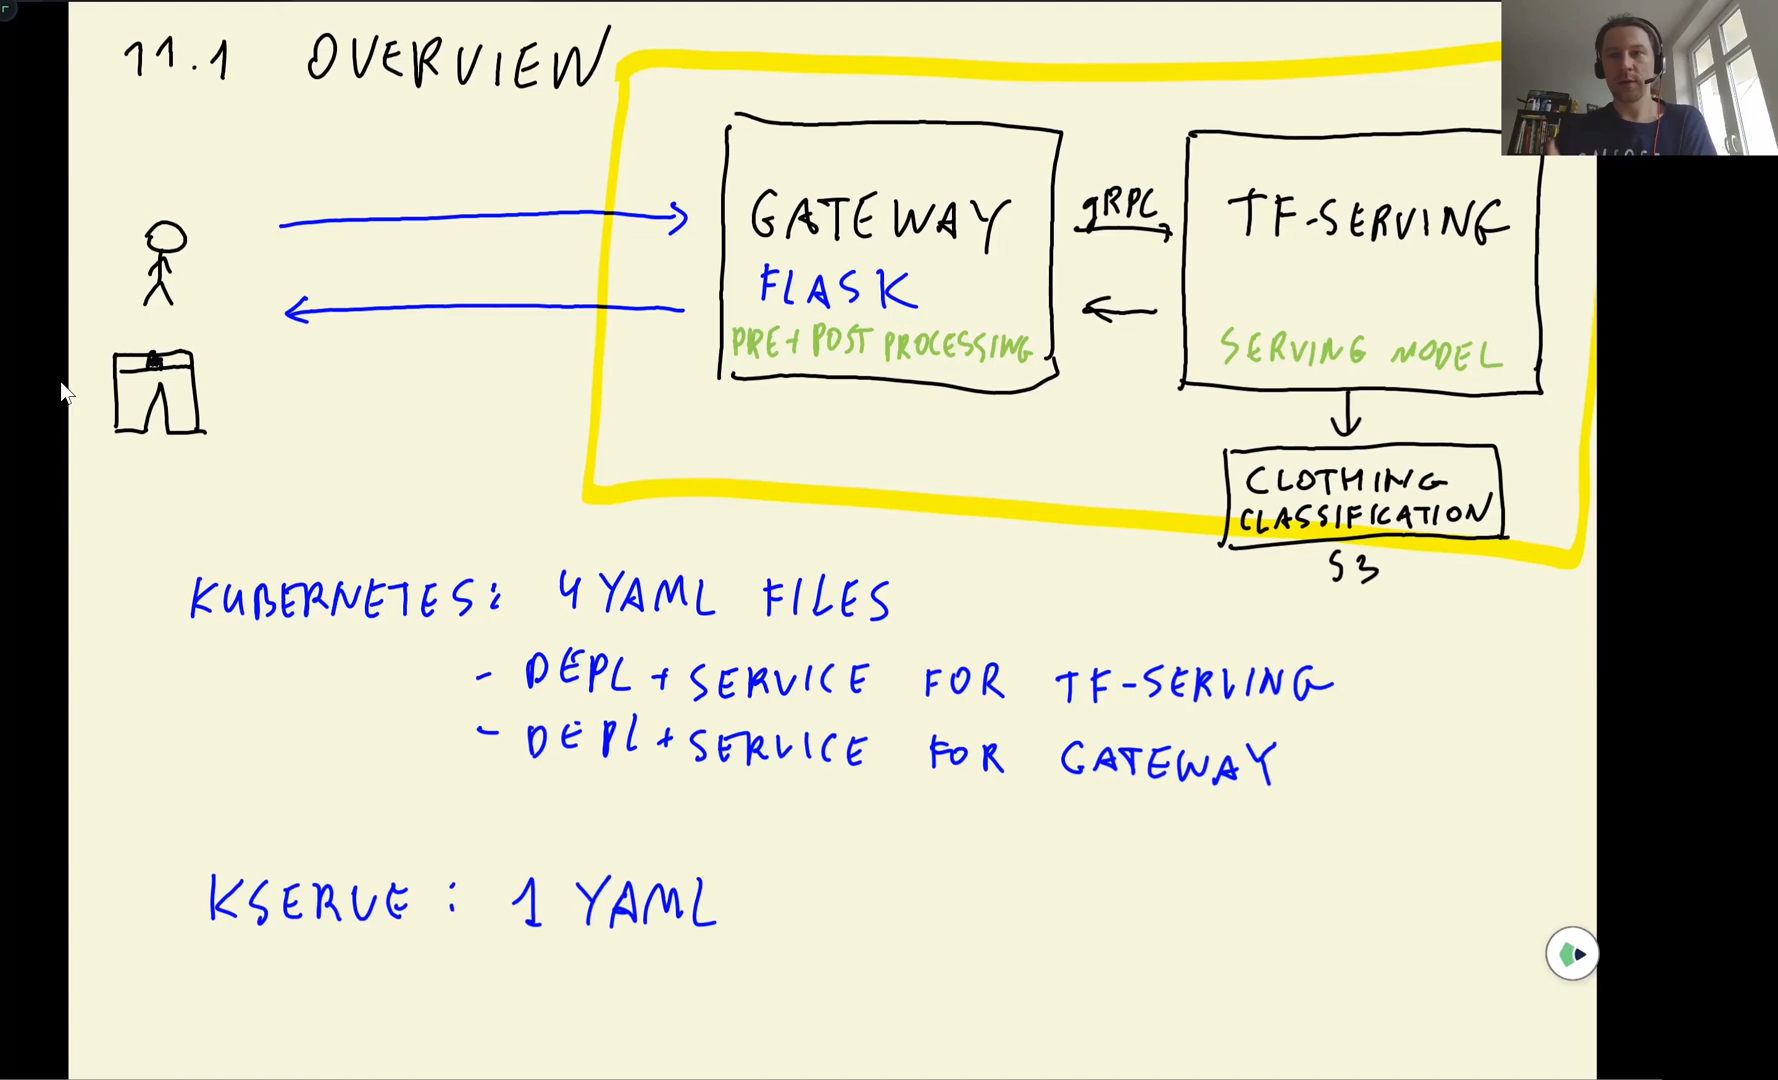 11.1 OVERVIEW
GATEWAY
FLASK
PRE+ POST PROCESSING
gRPC
TF-SERVING
SERVING MODEL
CLOTHING
CLASSIFICATION
S3
KUBERNETES: 4 YAML FILES
- DEPL + SERVICE FOR TF-SERVING
- DEPL + SERVICE FOR GATEWAY
KSERVE : 1 YAML